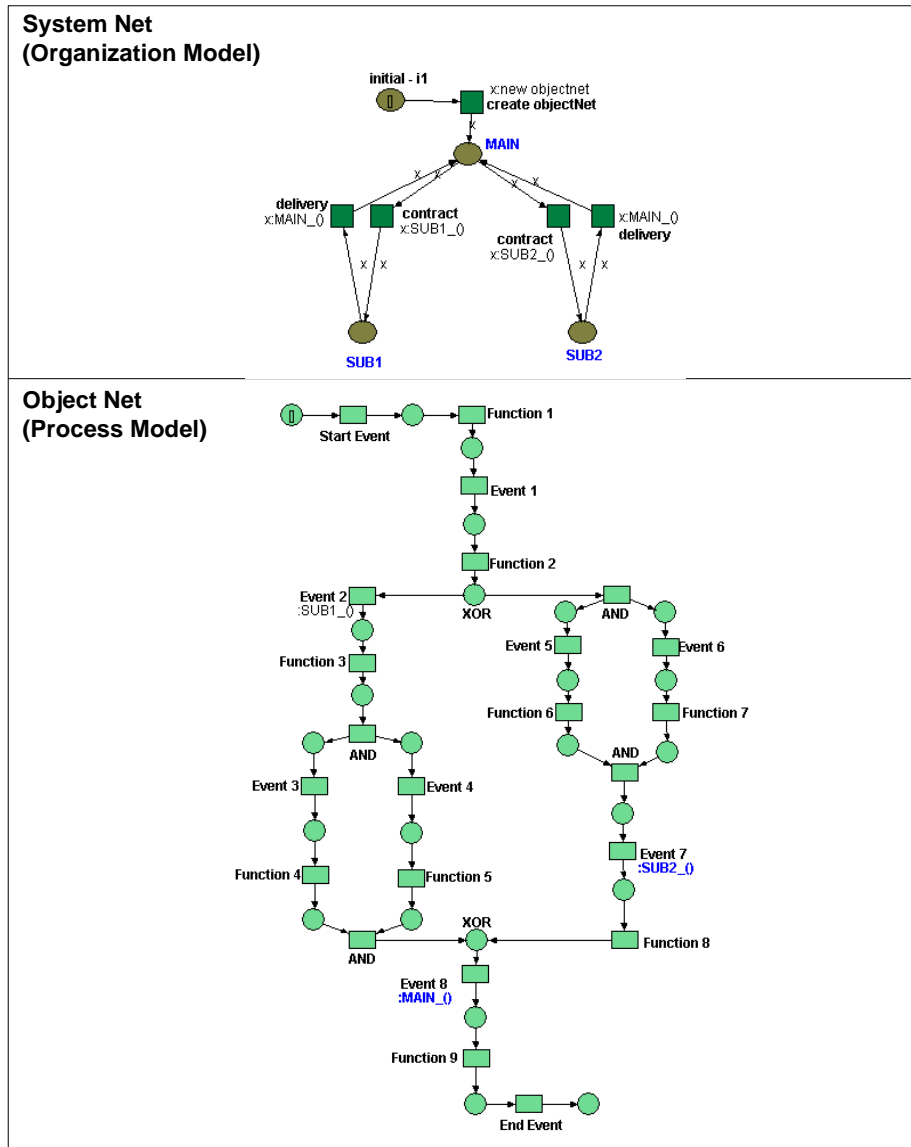 System Net
(Organization Model)
initial - i1
x:new objectnet
create objectNet
x
MAIN
x
x
x
x
delivery
x:MAIN_()
contract
x:SUB1_()
contract
x:SUB2_()
x:MAIN_()
delivery
x
x
x
x
SUB1
SUB2
Object Net
(Process Model)
Start Event
Function 1
Event 1
Function 2
Event 2
:SUB1_()
XOR
AND
Event 5
Event 6
Function 3
Function 6
Function 7
AND
AND
Event 3
Event 4
Event 7
:SUB2_()
Function 4
Function 5
XOR
AND
Function 8
Event 8
:MAIN_()
Function 9
End Event